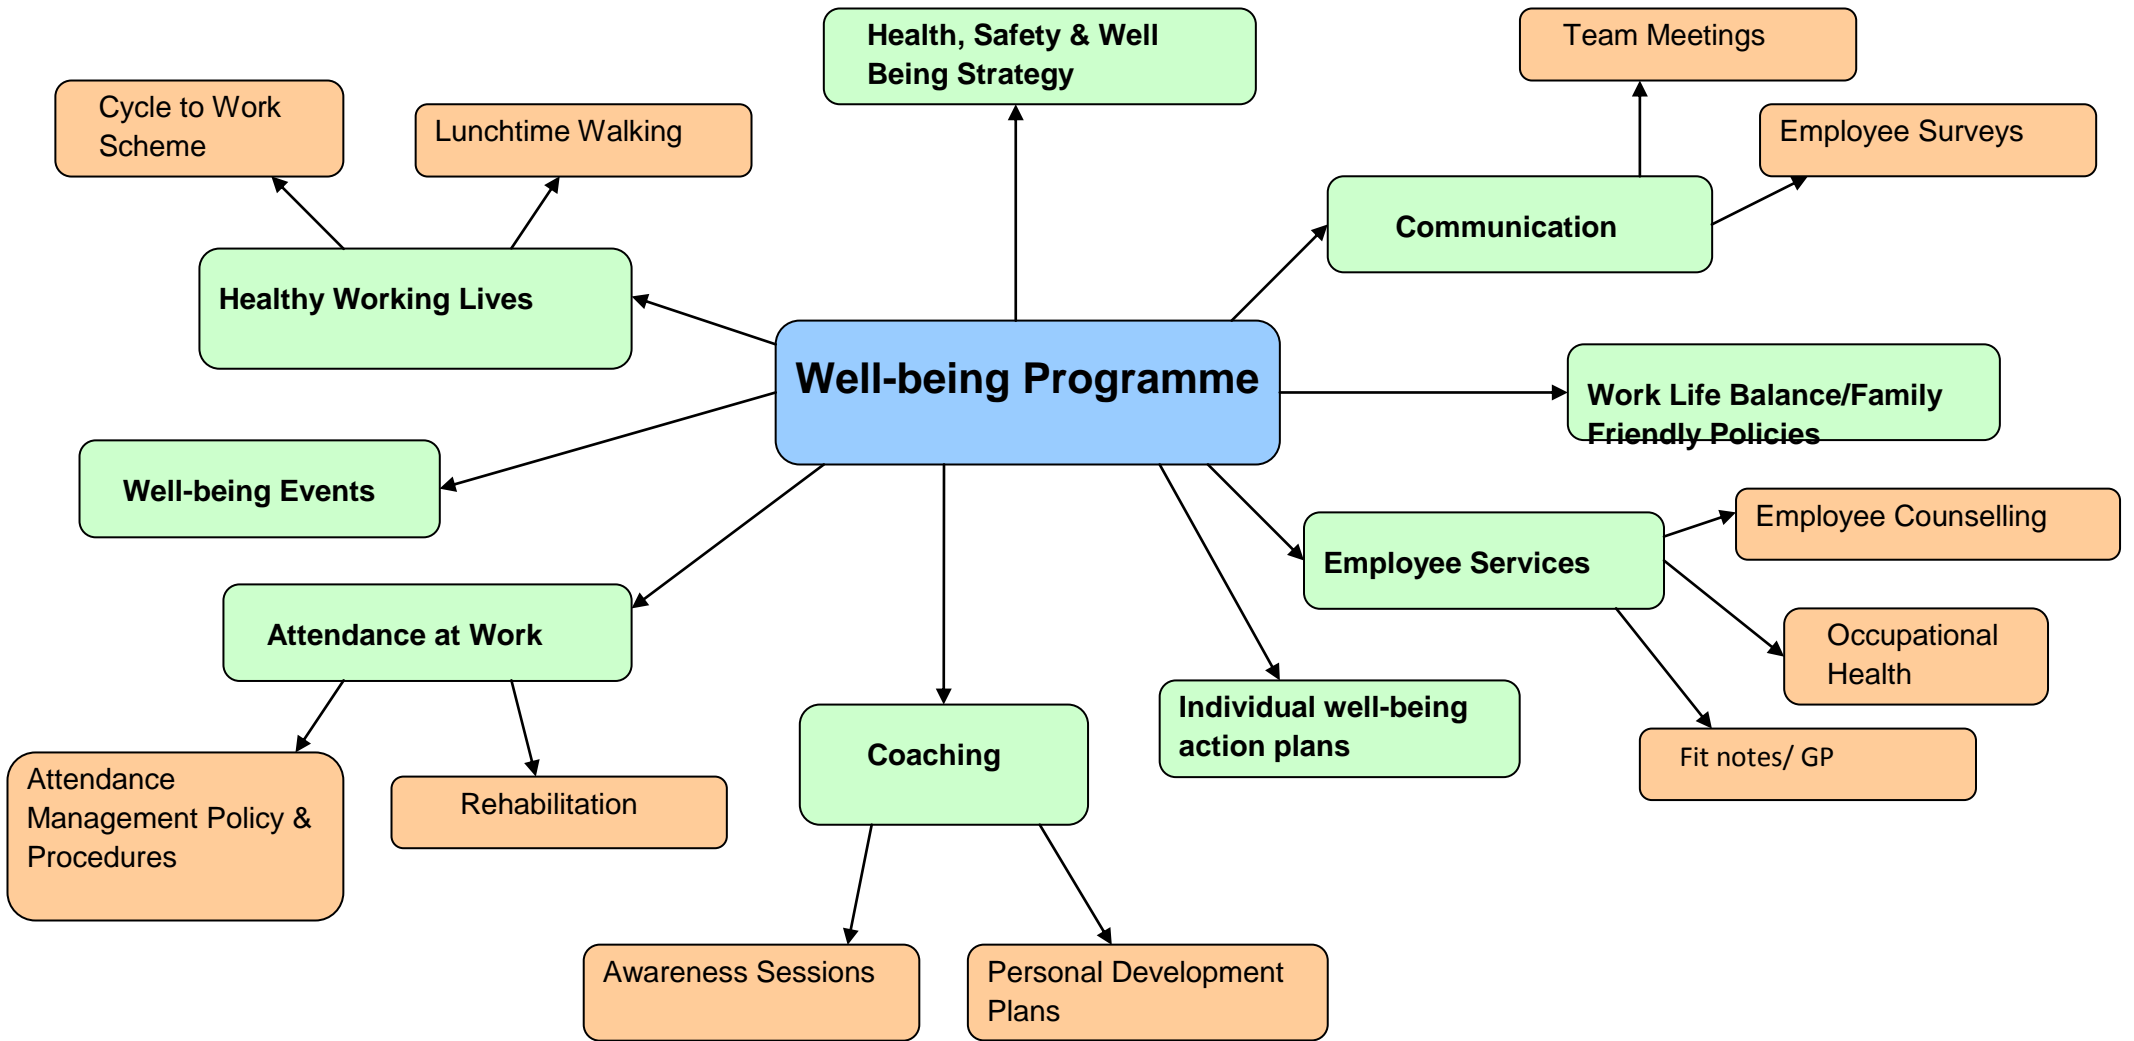 Health, Safety & Well
Being Strategy
Team Meetings
Cycle to Work
Scheme
Lunchtime Walking
Employee Surveys
Communication
Healthy Working Lives
Well-being Programme
Work Life Balance/Family
Friendly Policies
Well-being Events
Employee Counselling
Employee Services
Attendance at Work
Occupational
Health
Individual well-being
action plans
Coaching
Fit notes/ GP
Attendance
Management Policy &
Procedures
Rehabilitation
Awareness Sessions
Personal Development
Plans